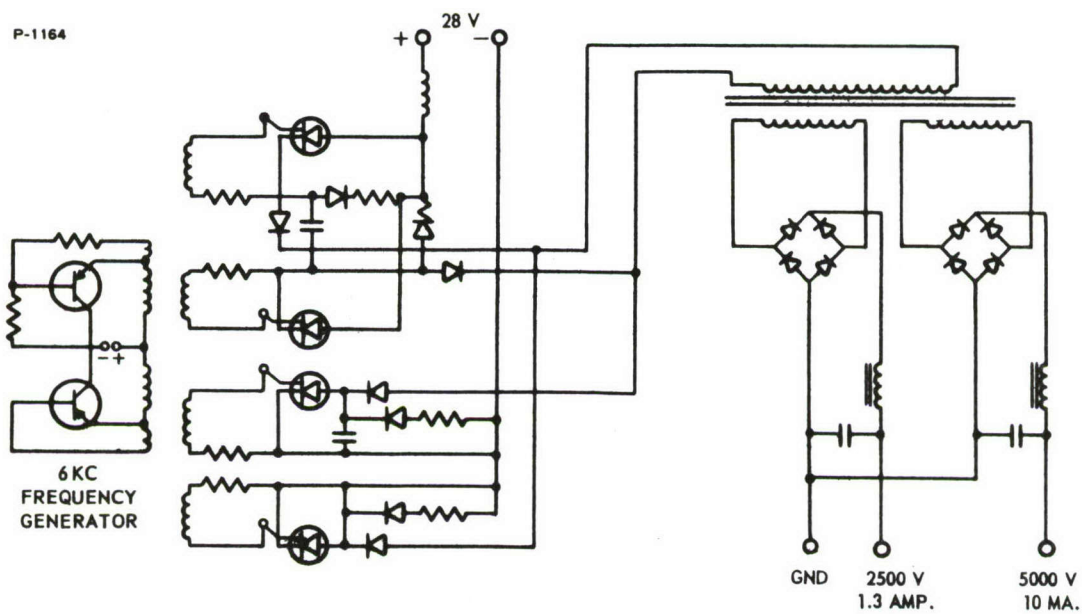 P-1164
28 V
+ −
− +
6 KC
FREQUENCY
GENERATOR
GND
2500 V
1.3 AMP.
5000 V
10 MA.